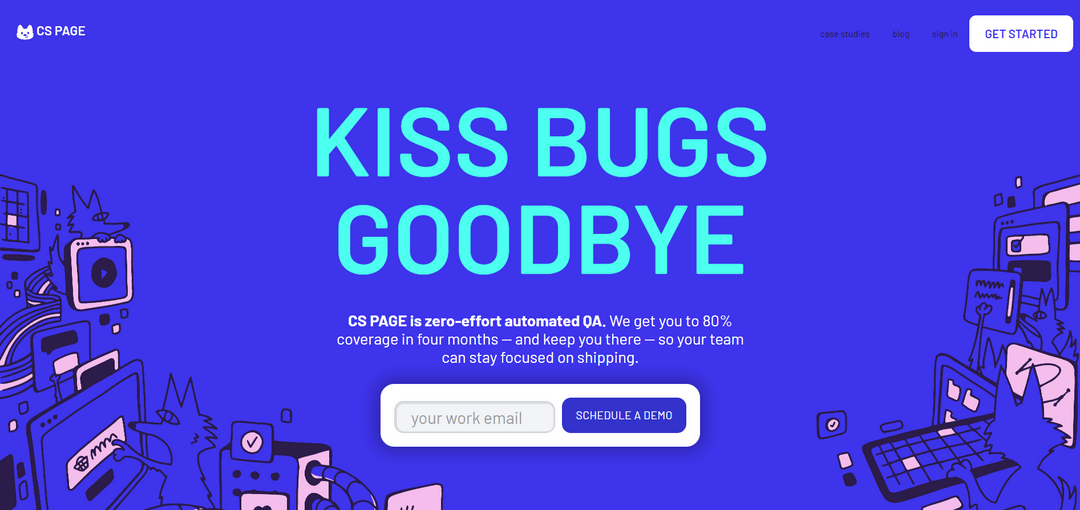 CS PAGE
case studies
blog
sign in
GET STARTED
KISS BUGS
GOODBYE
CS PAGE is zero-effort automated QA. We get you to 80%
coverage in four months — and keep you there — so your team
can stay focused on shipping.
your work email
SCHEDULE A DEMO